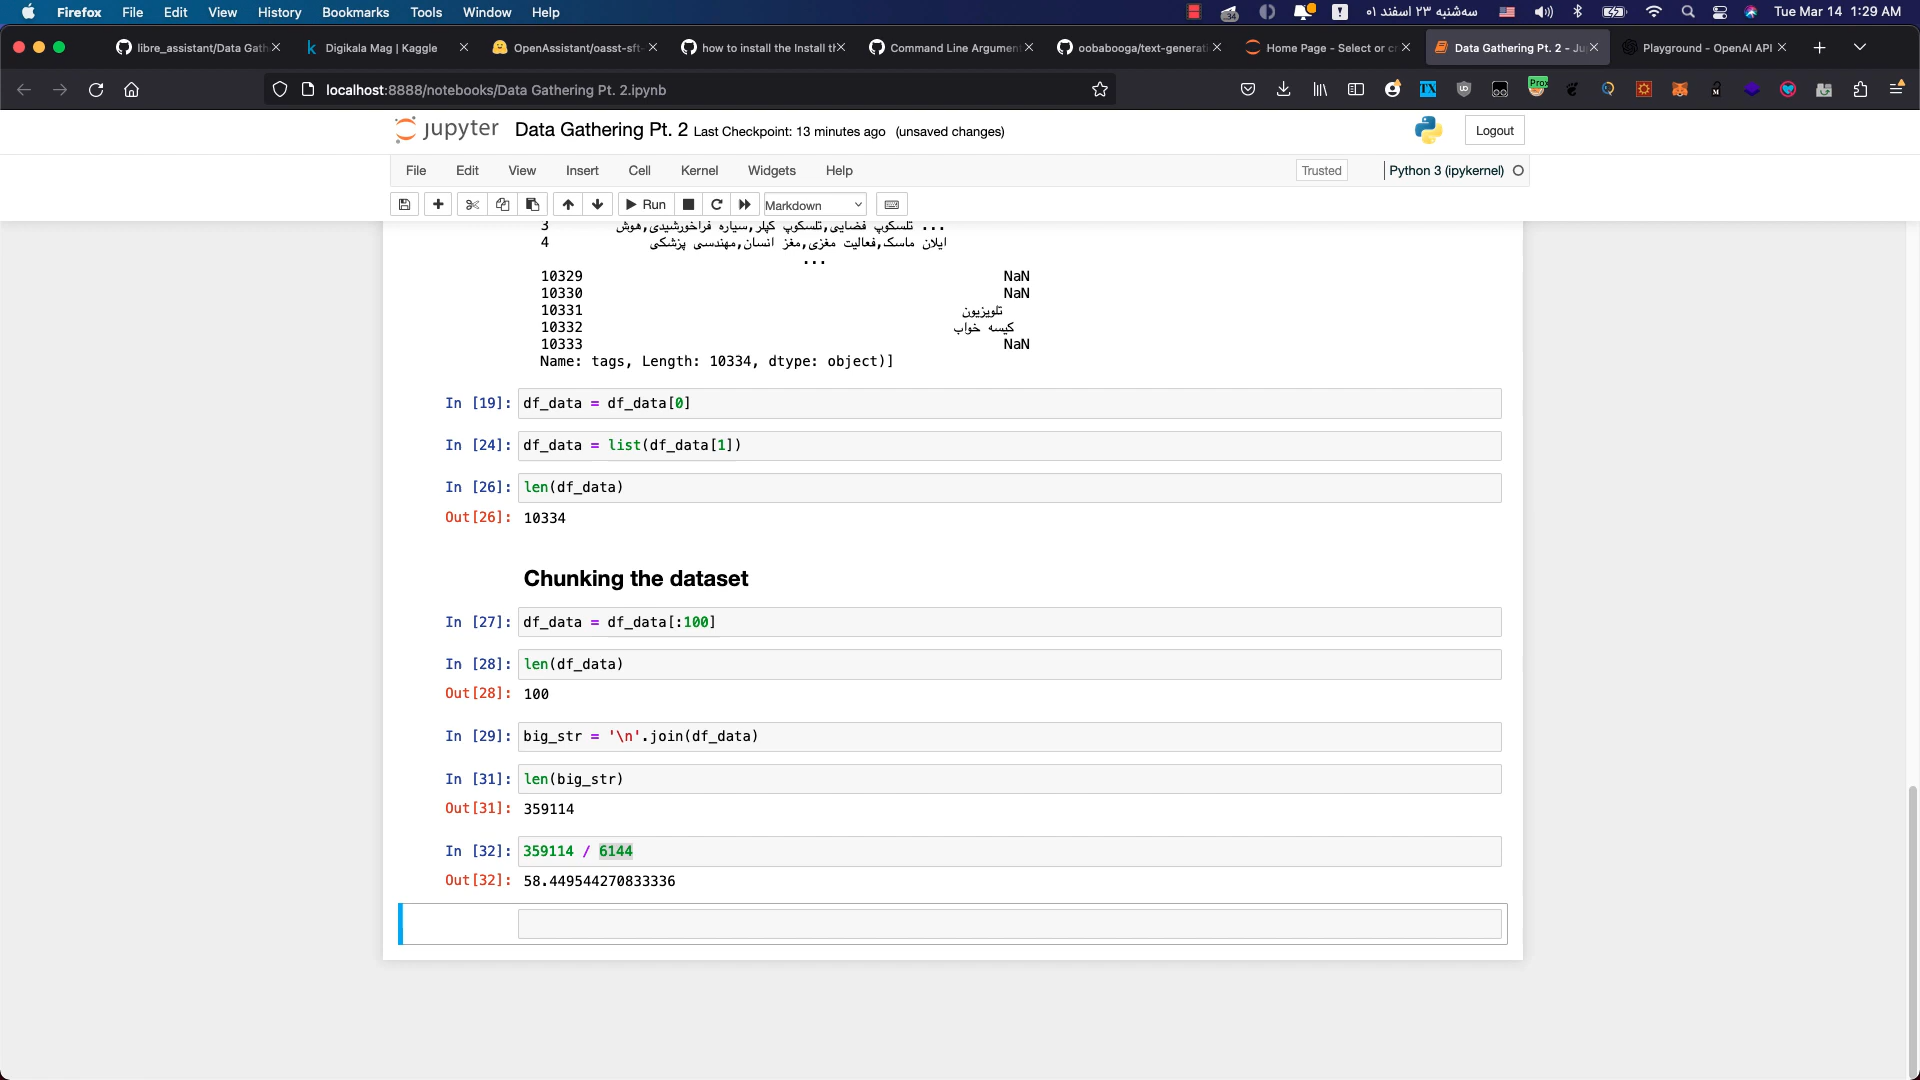 Firefox File Edit View History Bookmarks Tools Window Help سه‌شنبه ۲۳ اسفند ۰۱ Tue Mar 14 1:29 AM
libre_assistant/Data Gath Digikala Mag | Kaggle OpenAssistant/oasst-sft- how to install the Install th Command Line Argument oobabooga/text-generati Home Page - Select or cr Data Gathering Pt. 2 - Ju Playground - OpenAI API
localhost:8888/notebooks/Data Gathering Pt. 2.ipynb
jupyter Data Gathering Pt. 2 Last Checkpoint: 13 minutes ago (unsaved changes) Logout
File Edit View Insert Cell Kernel Widgets Help Trusted Python 3 (ipykernel)
Run Markdown
3 تلسکوپ فضایی,تلسکوپ کپلر,سیاره فراخورشیدی,هوش ...
4 ایلان ماسک,فعالیت مغزی,مغز انسان,مهندسی پزشکی
...
10329 NaN
10330 NaN
10331 تلویزیون
10332 کیسه خواب
10333 NaN
Name: tags, Length: 10334, dtype: object)]
In [19]: df_data = df_data[0]
In [24]: df_data = list(df_data[1])
In [26]: len(df_data)
Out[26]: 10334
Chunking the dataset
In [27]: df_data = df_data[:100]
In [28]: len(df_data)
Out[28]: 100
In [29]: big_str = '\n'.join(df_data)
In [31]: len(big_str)
Out[31]: 359114
In [32]: 359114 / 6144
Out[32]: 58.449544270833336